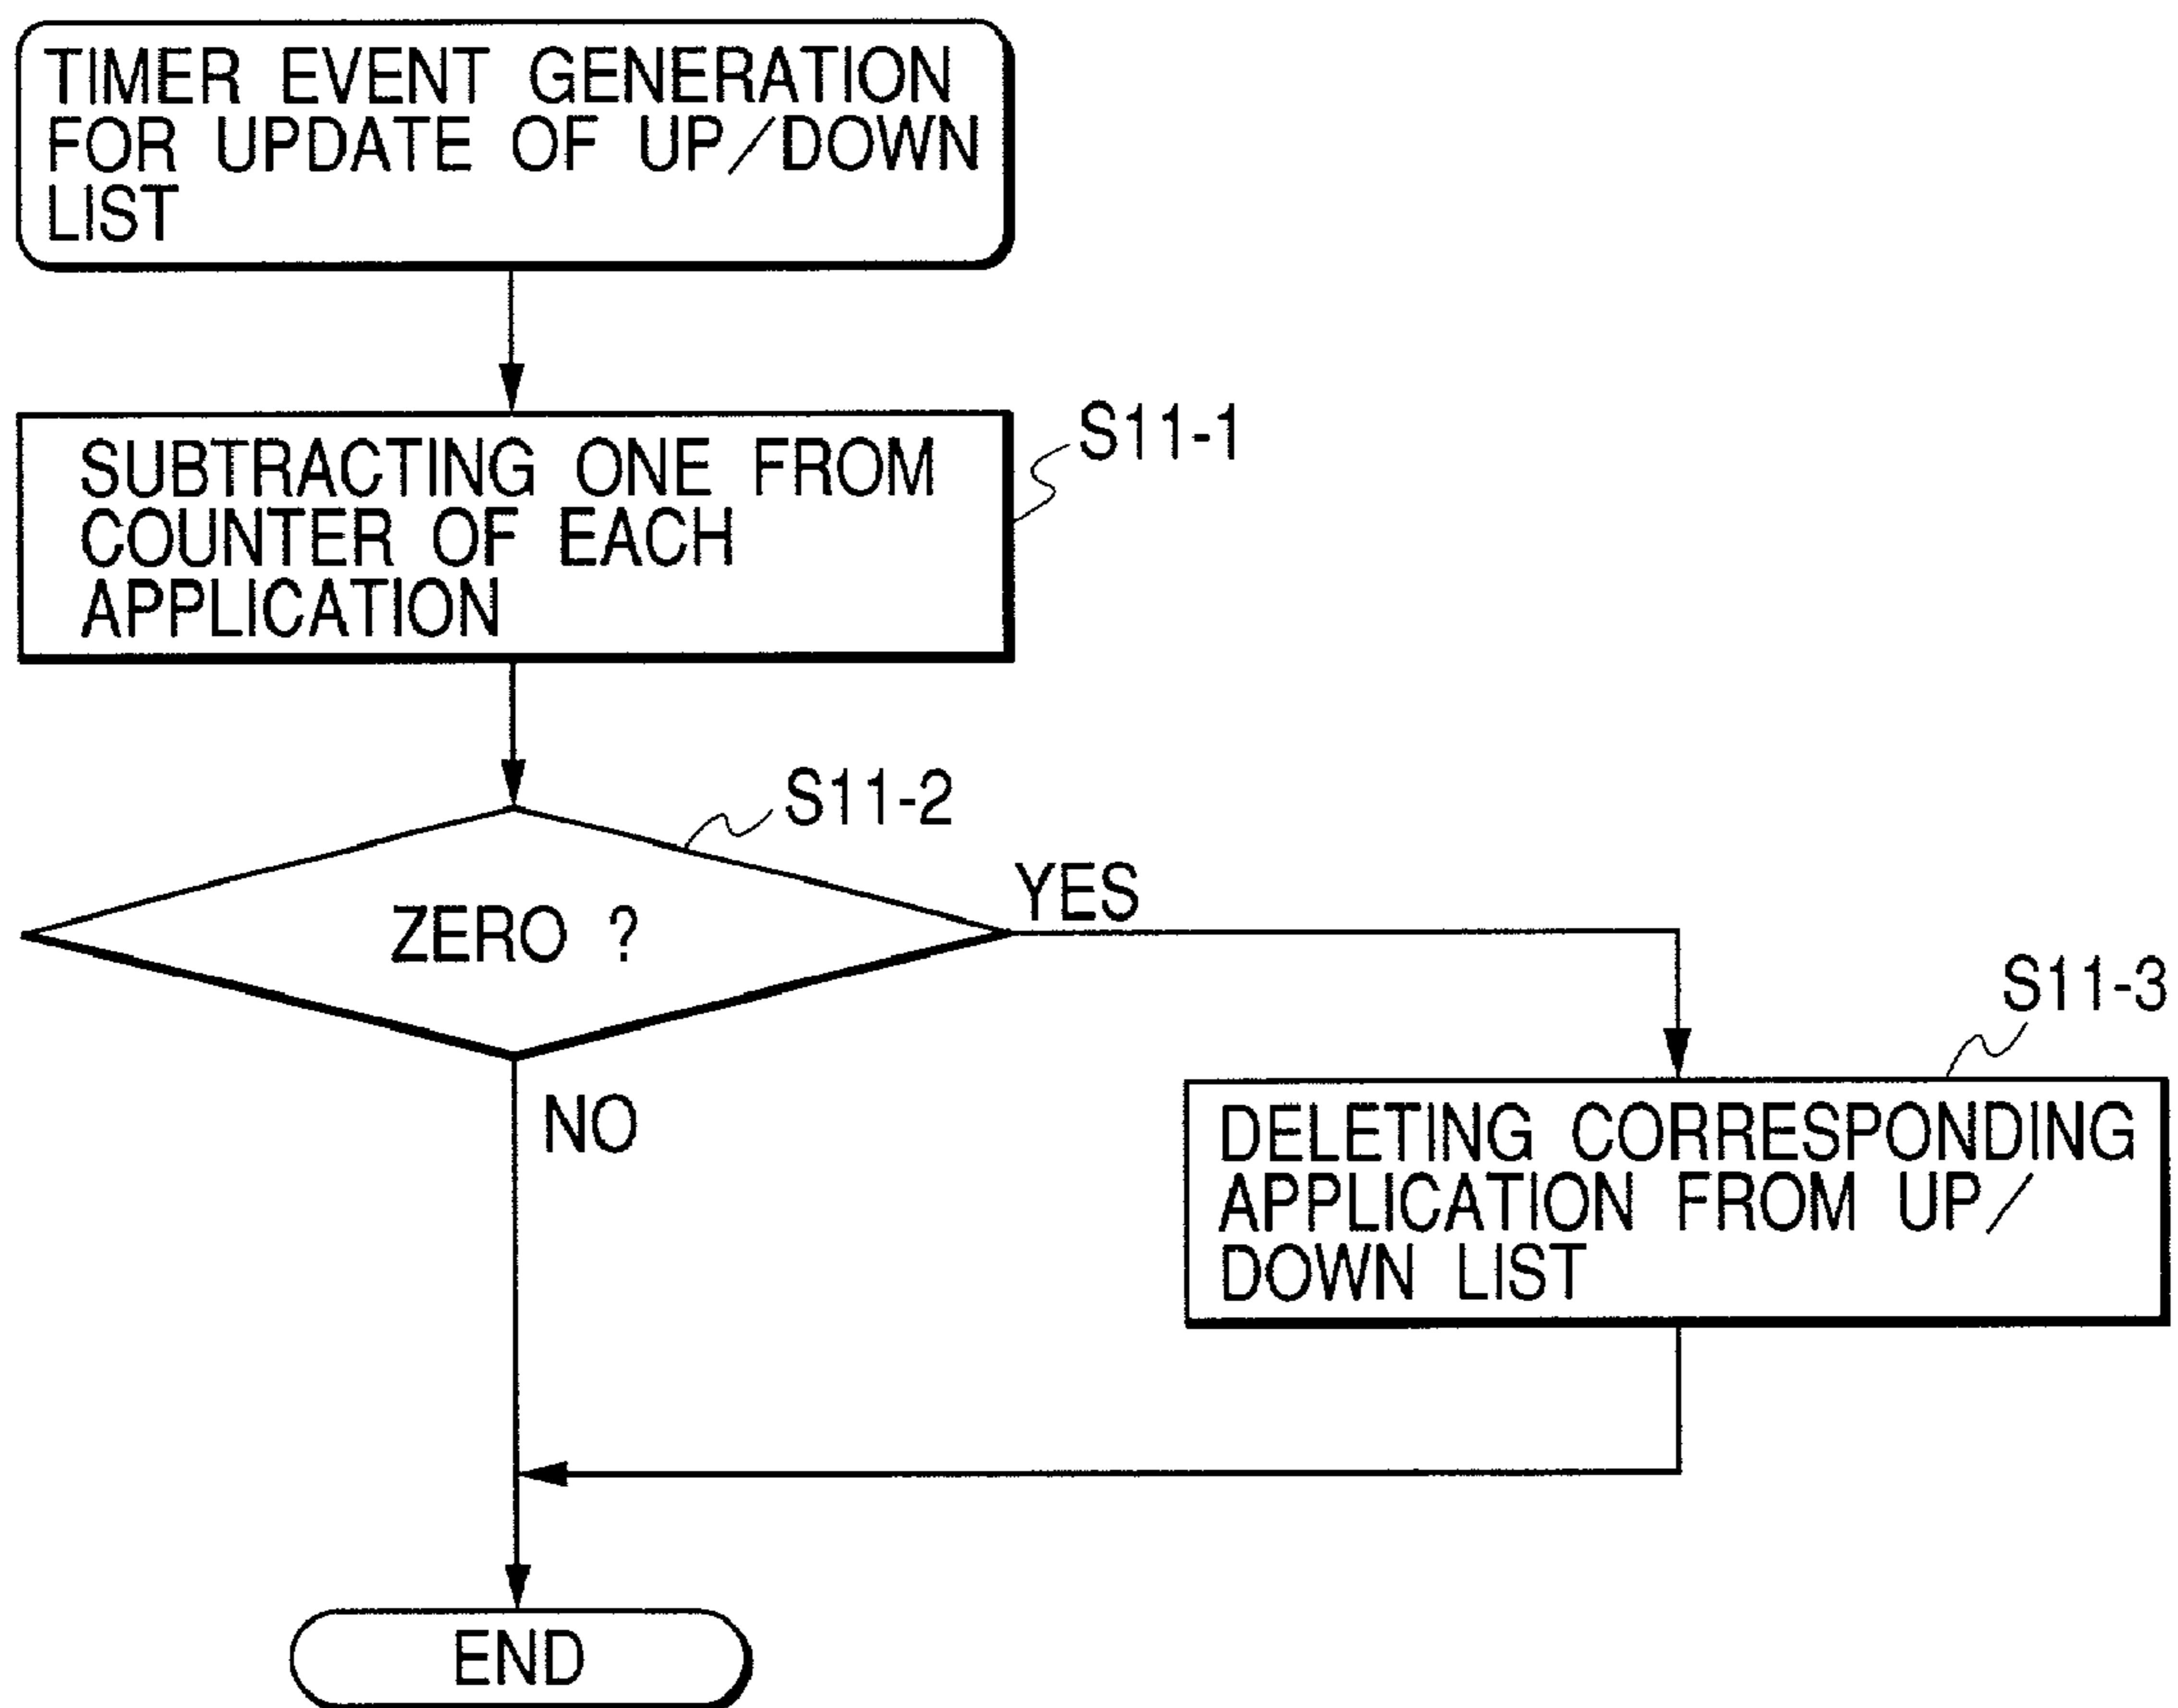 TIMER EVENT GENERATION
FOR UPDATE OF UP/DOWN
LIST
SUBTRACTING ONE FROM
COUNTER OF EACH
APPLICATION
S11-1
S11-2
ZERO ?
YES
S11-3
NO
DELETING CORRESPONDING
APPLICATION FROM UP/
DOWN LIST
END